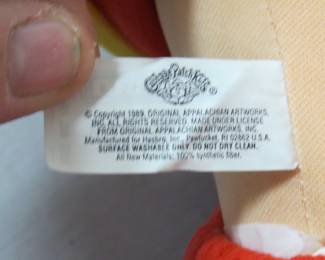 Cabbage Patch Kids
© Copyright 1989, ORIGINAL APPALACHIAN ARTWORKS,
INC. ALL RIGHTS RESERVED. MADE UNDER LICENSE
FROM ORIGINAL APPALACHIAN ARTWORKS, INC.
Manufactured for Hasbro, Inc., Pawtucket, RI 02862 U.S.A.
SURFACE WASHABLE ONLY. DO NOT DRY CLEAN.
All New Materials: 100% synthetic fiber.